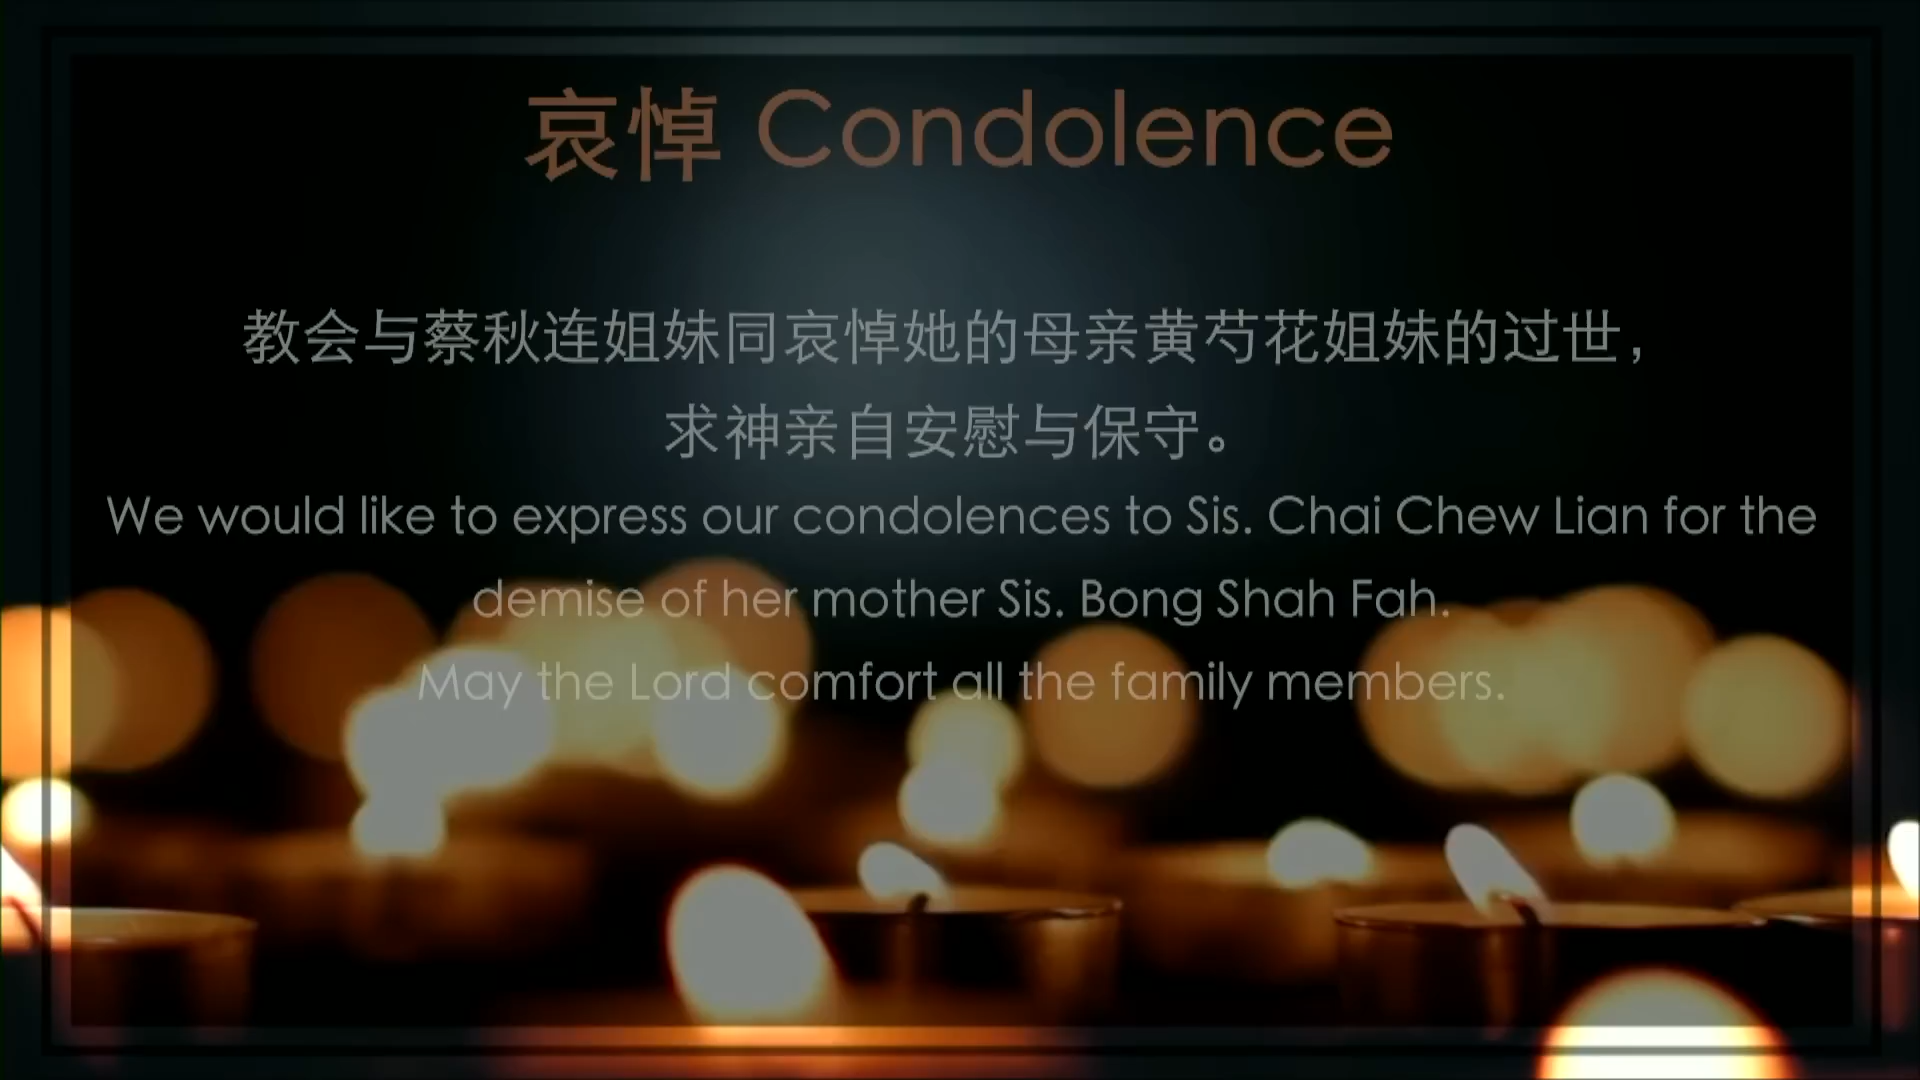 哀悼 Condolence
教会与蔡秋连姐妹同哀悼她的母亲黄芍花姐妹的过世，
求神亲自安慰与保守。
We would like to express our condolences to Sis. Chai Chew Lian for the
demise of her mother Sis. Bong Shah Fah.
May the Lord comfort all the family members.